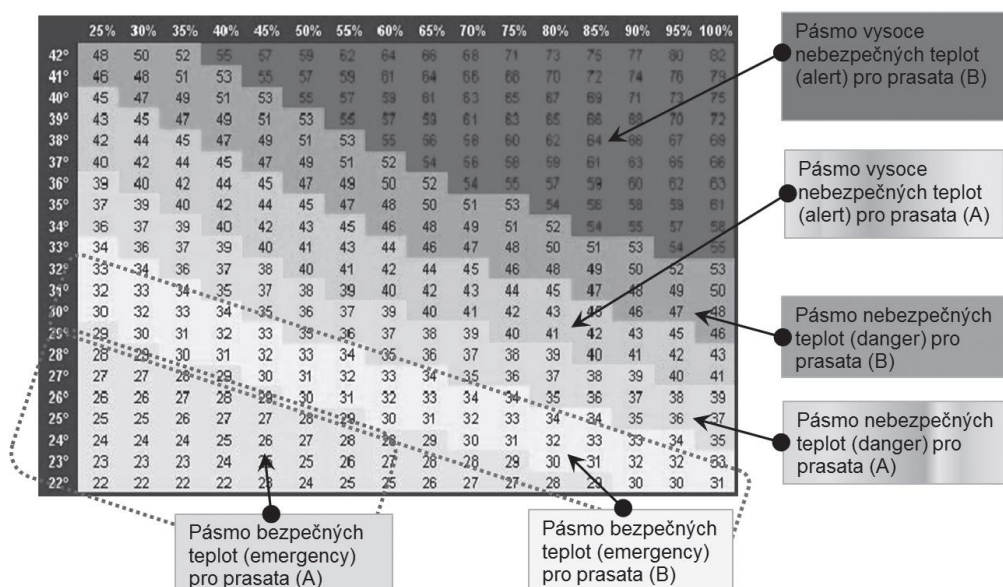 25% 30% 35% 40% 45% 50% 55% 60% 65% 70% 75% 80% 85% 90% 95% 100%
42° 48 50 52 55 57 59 62 64 66 68 71 73 75 77 80 82
41° 46 48 51 53 55 57 59 61 64 66 68 70 72 74 76 79
40° 45 47 49 51 53 55 57 59 61 63 65 67 69 71 73 75
39° 43 45 47 49 51 53 55 57 59 61 63 65 66 68 70 72
38° 42 44 45 47 49 51 53 55 66 58 60 62 64 66 67 69
37° 40 42 44 45 47 49 51 52 54 56 58 59 61 63 65 66
36° 39 40 42 44 45 47 49 50 52 54 55 57 59 60 62 63
35° 37 39 40 42 44 45 47 48 50 51 53 54 56 58 59 61
34° 36 37 39 40 42 43 45 46 48 49 51 52 54 55 57 58
33° 34 36 37 39 40 41 43 44 46 47 48 50 51 53 54 55
32° 33 34 36 37 38 40 41 42 44 45 46 48 49 50 52 53
31° 32 33 34 35 37 38 39 40 42 43 44 45 47 48 49 50
30° 30 32 33 34 35 36 37 39 40 41 42 43 46 47 48
29° 29 30 31 32 33 35 36 37 38 39 40 41 42 43 45 46
28° 28 29 30 31 32 33 34 35 36 37 38 39 40 41 42 43
27° 27 27 28 29 30 31 32 33 34 35 36 37 38 39 40 41
26° 26 26 27 28 29 30 31 32 33 34 34 35 36 37 38 39
25° 25 25 26 27 27 28 29 30 31 32 33 34 34 35 36 37
24° 24 24 24 25 26 27 28 28 29 30 31 32 33 33 34 35
23° 23 23 23 24 25 26 27 28 28 29 30 31 32 32 33
22° 22 22 22 22 23 24 25 25 26 27 27 28 29 30 30 31
Pásmo vysoce
nebezpečných teplot
(alert) pro prasata (B)
Pásmo vysoce
nebezpečných teplot
(alert) pro prasata (A)
Pásmo nebezpečných
teplot (danger) pro
prasata (B)
Pásmo nebezpečných
teplot (danger) pro
prasata (A)
Pásmo bezpečných
teplot (emergency)
pro prasata (A)
Pásmo bezpečných
teplot (emergency)
pro prasata (B)